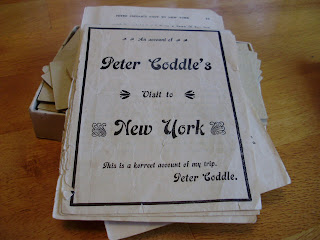 An account of
Peter Coddle's
Visit to
New York
This is a korrect account of my trip.
Peter Coddle.